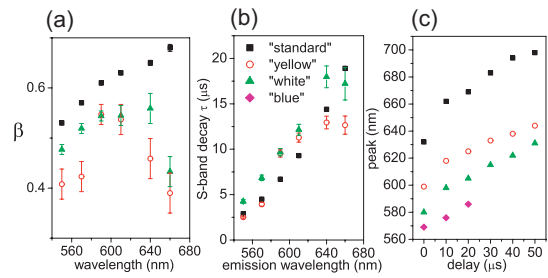 (a)
β
0.6
0.4
560 600 640 680
wavelength (nm)
(b)
S-band decay τ (μs)
20
15
10
5
0
560 600 640 680
emission wavelength (nm)
"standard"
"yellow"
"white"
"blue"
(c)
peak (nm)
700
680
660
640
620
600
580
560
0 10 20 30 40 50
delay (μs)